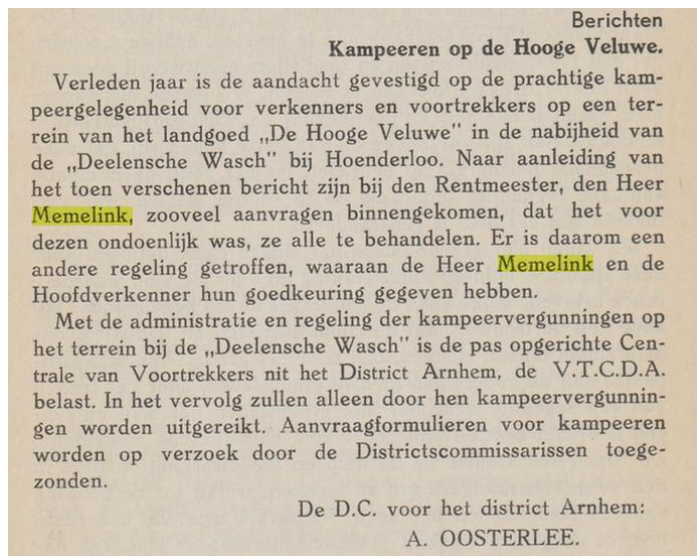 Berichten
Kampeeren op de Hooge Veluwe.
Verleden jaar is de aandacht gevestigd op de prachtige kam-
peergelegenheid voor verkenners en voortrekkers op een ter-
rein van het landgoed „De Hooge Veluwe" in de nabijheid van
de „Deelensche Wasch" bij Hoenderloo. Naar aanleiding van
het toen verschenen bericht zijn bij den Rentmeester, den Heer
Memelink, zooveel aanvragen binnengekomen, dat het voor
dezen ondoenlijk was, ze alle te behandelen. Er is daarom een
andere regeling getroffen, waaraan de Heer Memelink en de
Hoofdverkenner hun goedkeuring gegeven hebben.
Met de administratie en regeling der kampeervergunningen op
het terrein bij de „Deelensche Wasch" is de pas opgerichte Cen-
trale van Voortrekkers nit het District Arnhem, de V.T.C.D.A.
belast. In het vervolg zullen alleen door hen kampeervergunnin-
gen worden uitgereikt. Aanvraagformulieren voor kampeeren
worden op verzoek door de Districtscommissarissen toege-
zonden.
De D.C. voor het district Arnhem:
A. OOSTERLEE.